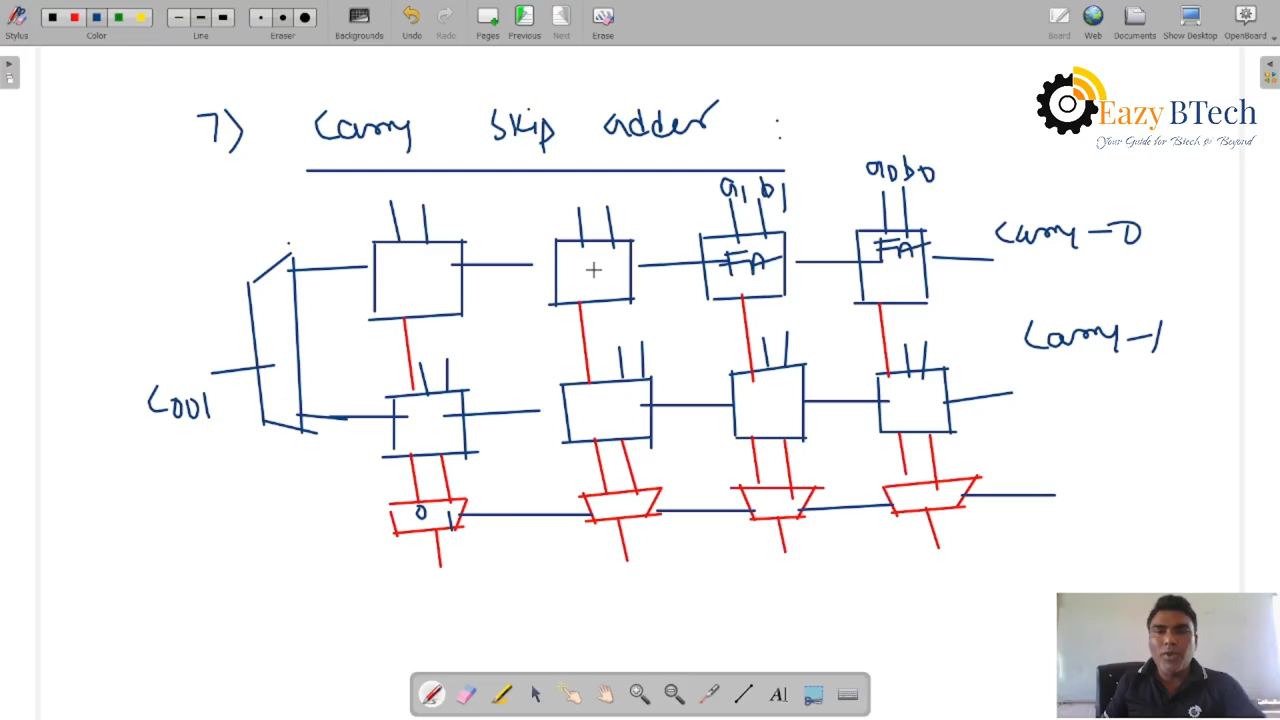 Stylus
Color
Line
Eraser
Backgrounds
Undo
Redo
Pages
Previous
Next
Erase
Board
Web
Documents
Show Desktop
OpenBoard
Eazy BTech
Your Guide for Btech & Beyond
7) Carry Skip adder :
a1 b1
a0 b0
Carry-0
FA
FA
Carry-1
Cout
0 1